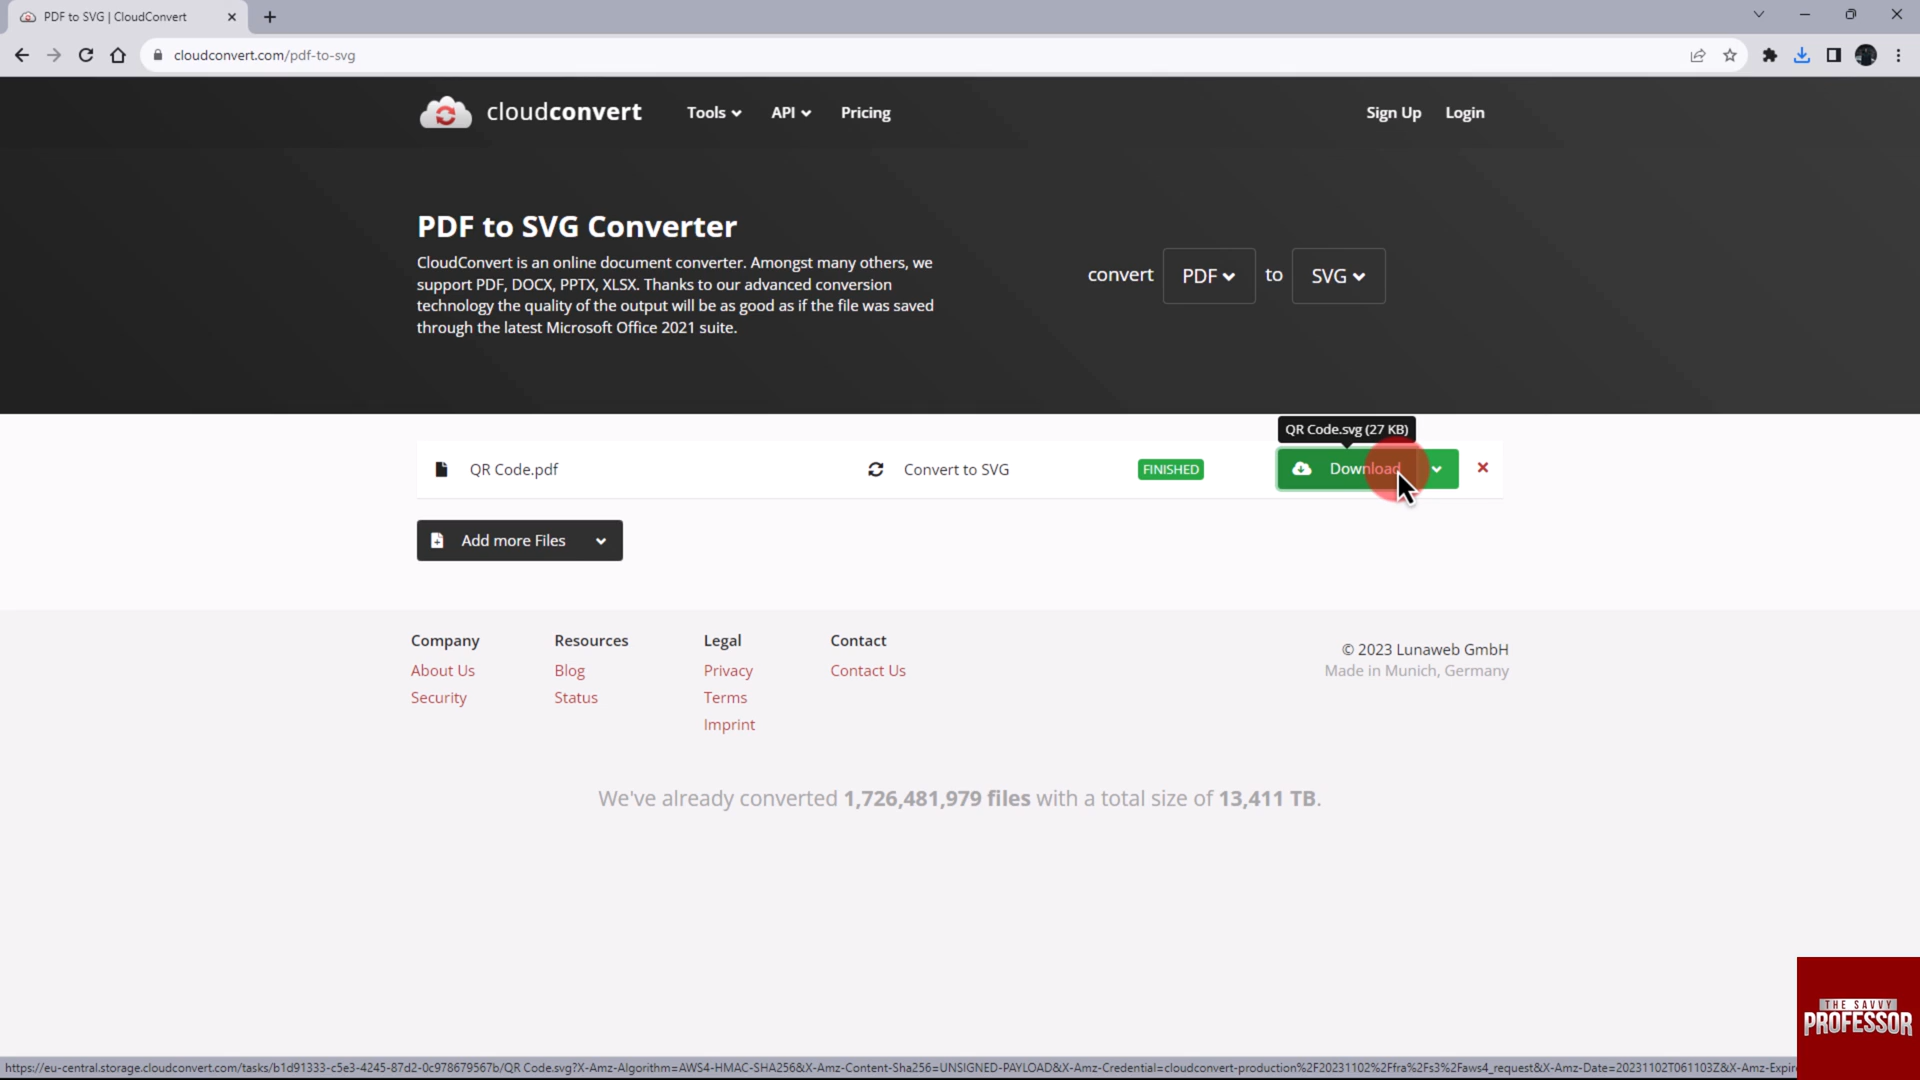 PDF to SVG | CloudConvert
cloudconvert.com/pdf-to-svg
cloudconvert
Tools
API
Pricing
Sign Up
Login
PDF to SVG Converter
CloudConvert is an online document converter. Amongst many others, we
support PDF, DOCX, PPTX, XLSX. Thanks to our advanced conversion
technology the quality of the output will be as good as if the file was saved
through the latest Microsoft Office 2021 suite.
convert PDF to SVG
QR Code.svg (27 KB)
QR Code.pdf
Convert to SVG
FINISHED
Download
Add more Files
Company
About Us
Security
Resources
Blog
Status
Legal
Privacy
Terms
Imprint
Contact
Contact Us
© 2023 Lunaweb GmbH
Made in Munich, Germany
We've already converted 1,726,481,979 files with a total size of 13,411 TB.
THE SAVVY
PROFESSOR
https://eu-central.storage.cloudconvert.com/tasks/b1d91333-c5e3-4245-87d2-0c978679567b/QR Code.svg?X-Amz-Algorithm=AWS4-HMAC-SHA256&X-Amz-Content-Sha256=UNSIGNED-PAYLOAD&X-Amz-Credential=cloudconvert-production%2F20231102%2Ffra%2Fs3%2Faws4_request&X-Amz-Date=20231102T061103Z&X-Amz-Expir